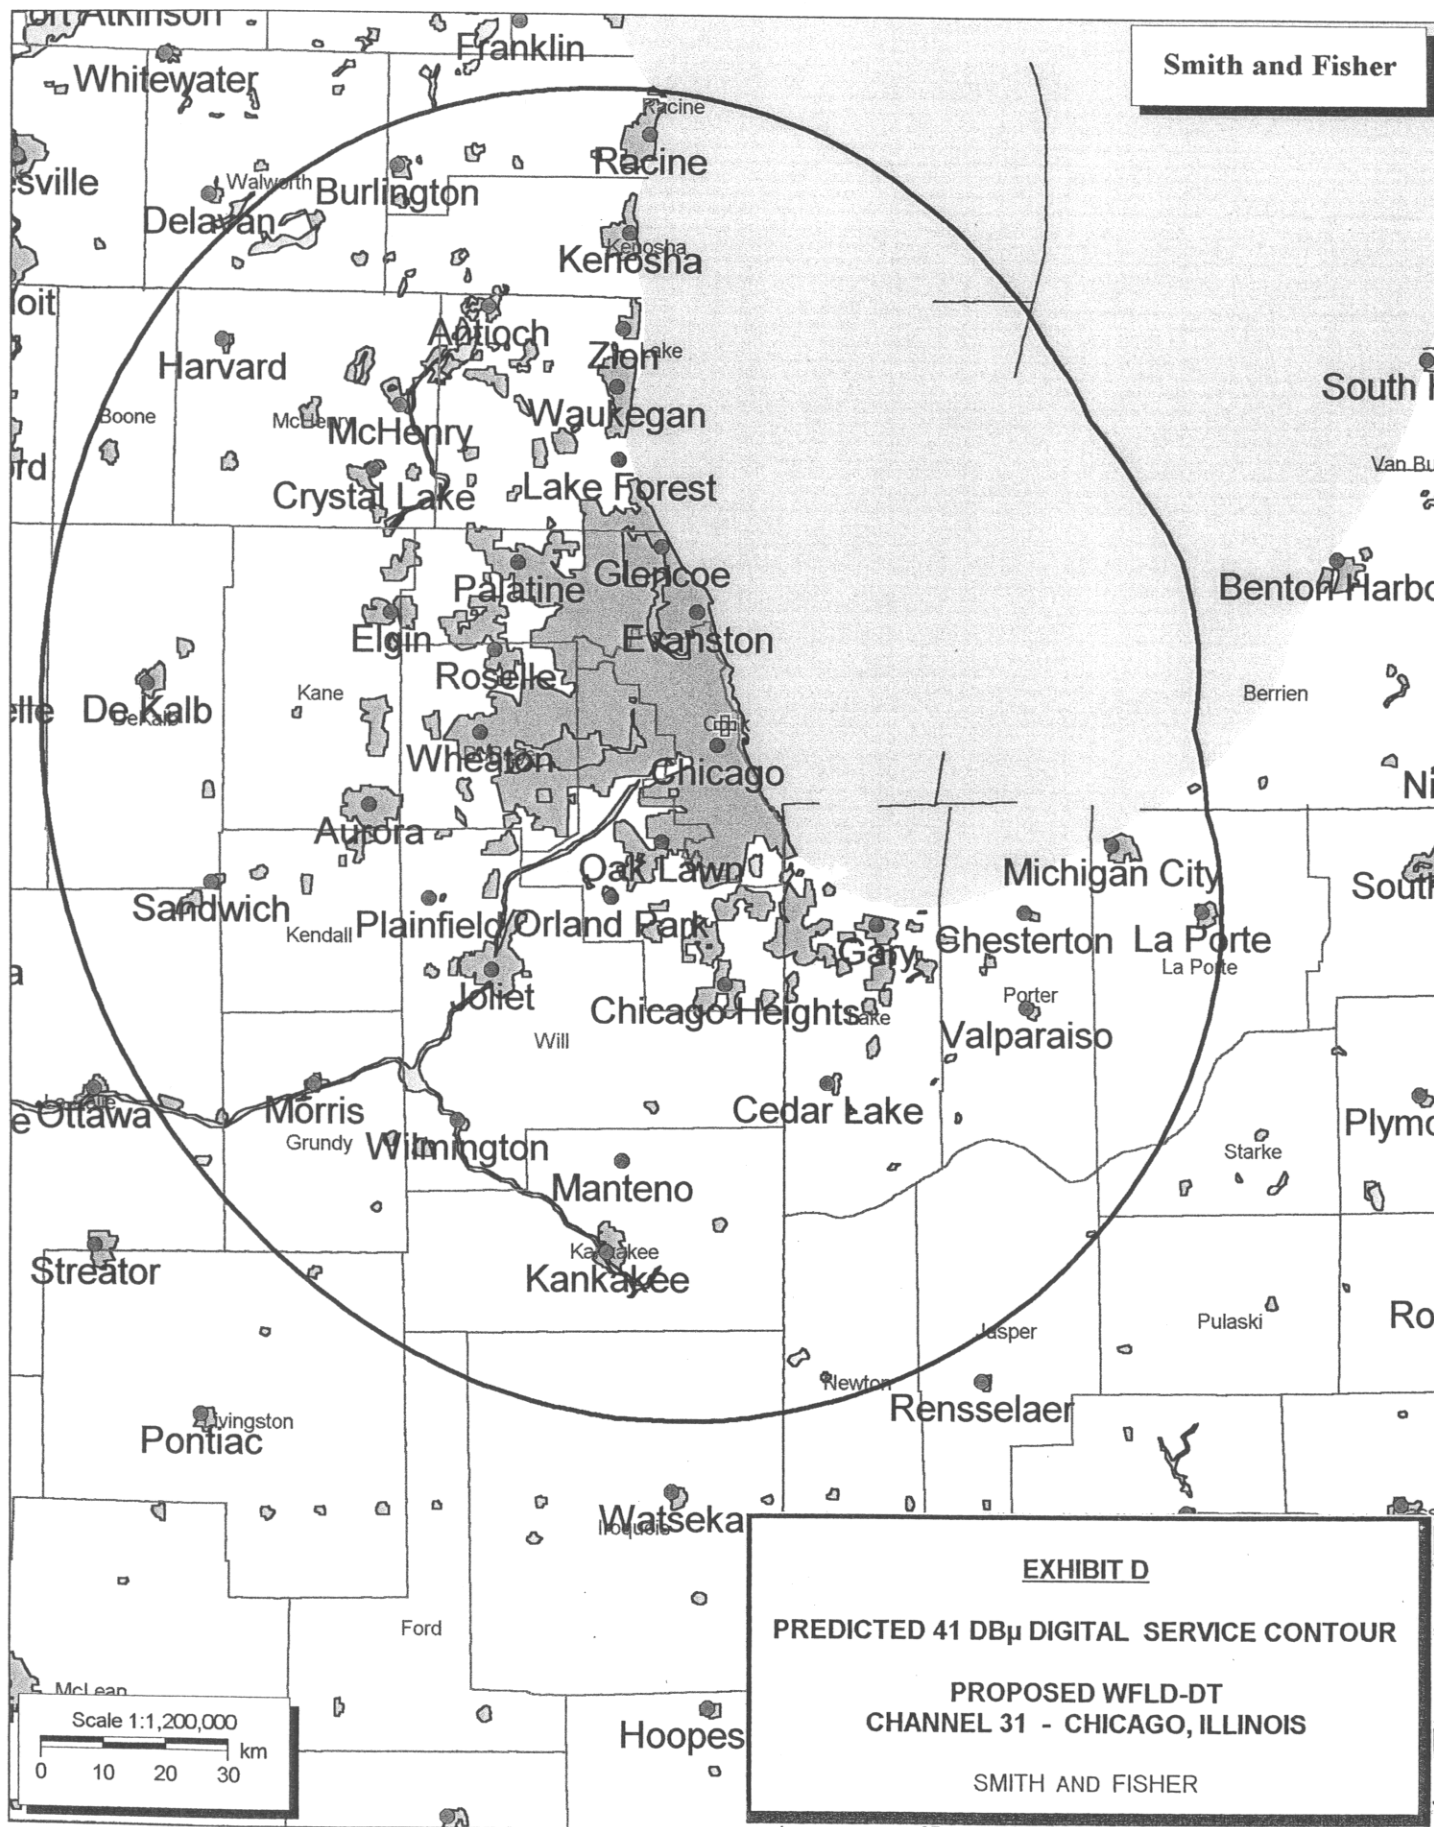 ort Atkinson
Franklin
Smith and Fisher
Whitewater
Racine
Racine
esville
Walworth
Burlington
Delavan
Kenosha
Kenosha
loit
Antioch
Lake
Zion
Harvard
South H
Boone
McHenry
McHenry
Waukegan
ord
Van Bu
Crystal Lake
Lake Forest
Palatine
Glencoe
Benton Harbo
Elgin
Evanston
Roselle
elle
De Kalb
DeKalb
Kane
Berrien
Cook
Wheaton
Chicago
Ni
Aurora
Oak Lawn
Michigan City
South
Sandwich
Plainfield
Orland Park
Kendall
Gary
Chesterton
La Porte
La Porte
a
Joliet
Porter
Chicago Heights
Lake
Will
Valparaiso
e
Ottawa
Morris
Cedar Lake
Plymo
Grundy
Wilmington
Starke
Manteno
Kankakee
Kankakee
Streator
Pulaski
Ro
Jasper
Newton
Rensselaer
Livingston
Pontiac
Watseka
Iroquois
EXHIBIT D
PREDICTED 41 DBµ DIGITAL SERVICE CONTOUR
PROPOSED WFLD-DT
CHANNEL 31 - CHICAGO, ILLINOIS
SMITH AND FISHER
Ford
McLean
Scale 1:1,200,000
km
0 10 20 30
Hoopes